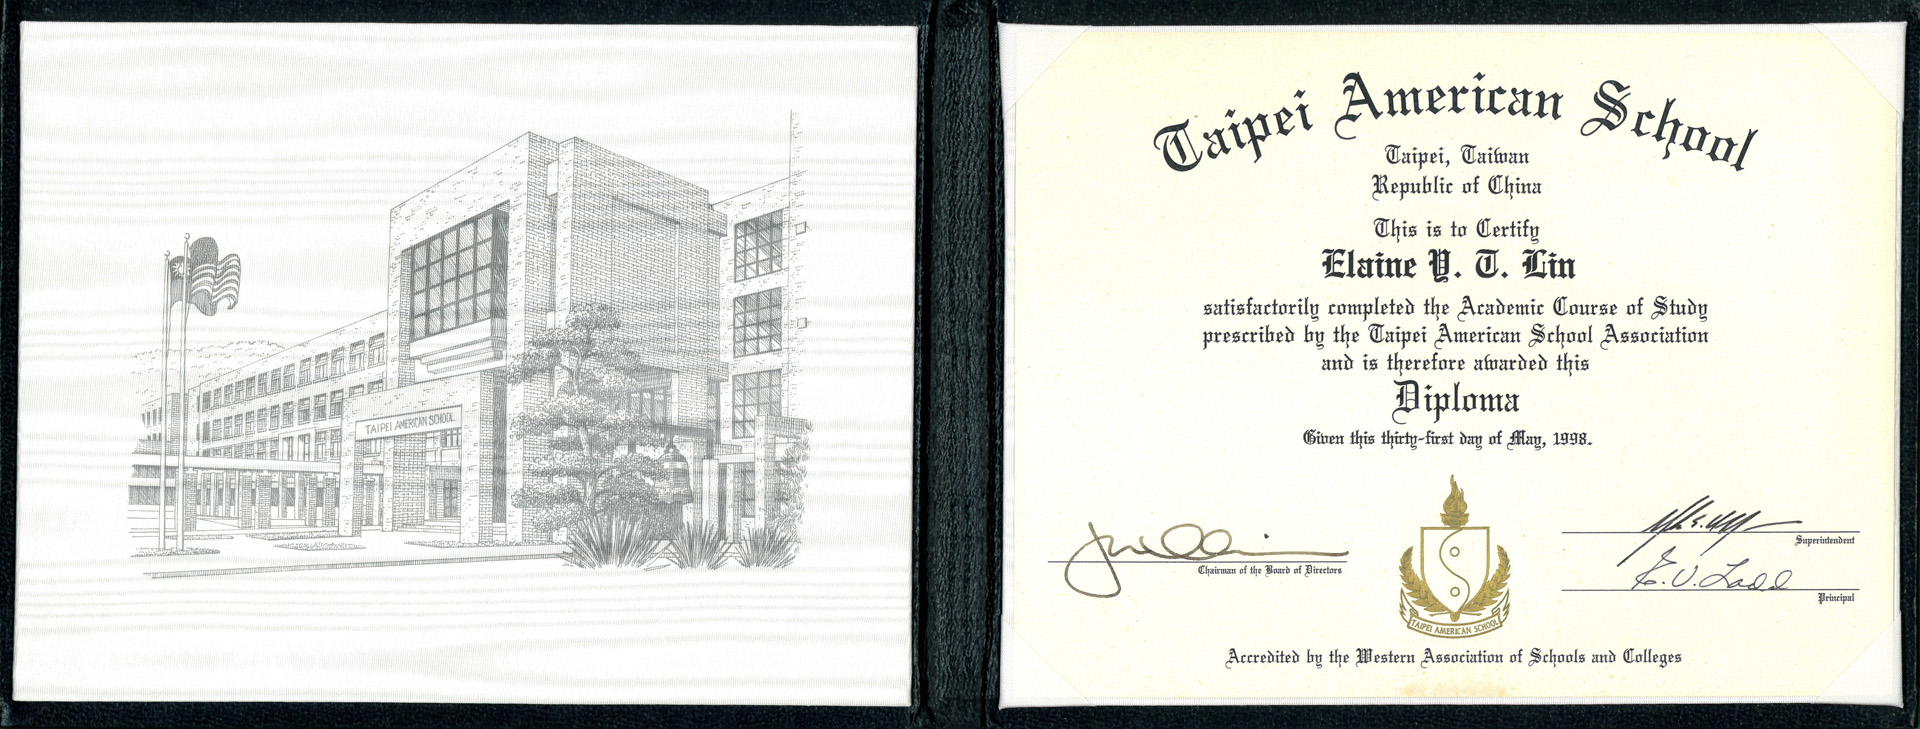 TAIPEI AMERICAN SCHOOL
Taipei American School
Taipei, Taiwan
Republic of China
This is to Certify
Elaine Y. T. Lin
satisfactorily completed the Academic Course of Study
prescribed by the Taipei American School Association
and is therefore awarded this
Diploma
Given this thirty-first day of May, 1998.
Chairman of the Board of Directors
Superintendent
E. V. Ladd
Principal
TAIPEI AMERICAN SCHOOL
Accredited by the Western Association of Schools and Colleges